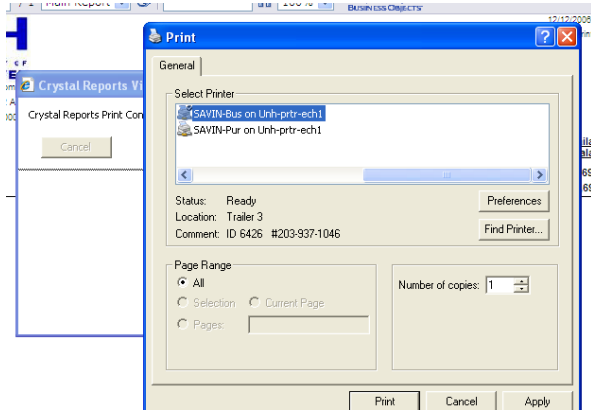 / 1 Main Report 100%
BUSINESS OBJECTS
12/12/2006
Print
General
Crystal Reports Vi
Crystal Reports Print Con
Cancel
Select Printer
SAVIN-Bus on Unh-prtr-ech1
SAVIN-Pur on Unh-prtr-ech1
Status: Ready
Preferences
Location: Trailer 3
Comment: ID 6426 #203-937-1046
Find Printer...
Page Range
All
Number of copies: 1
Selection Current Page
Pages:
Print Cancel Apply